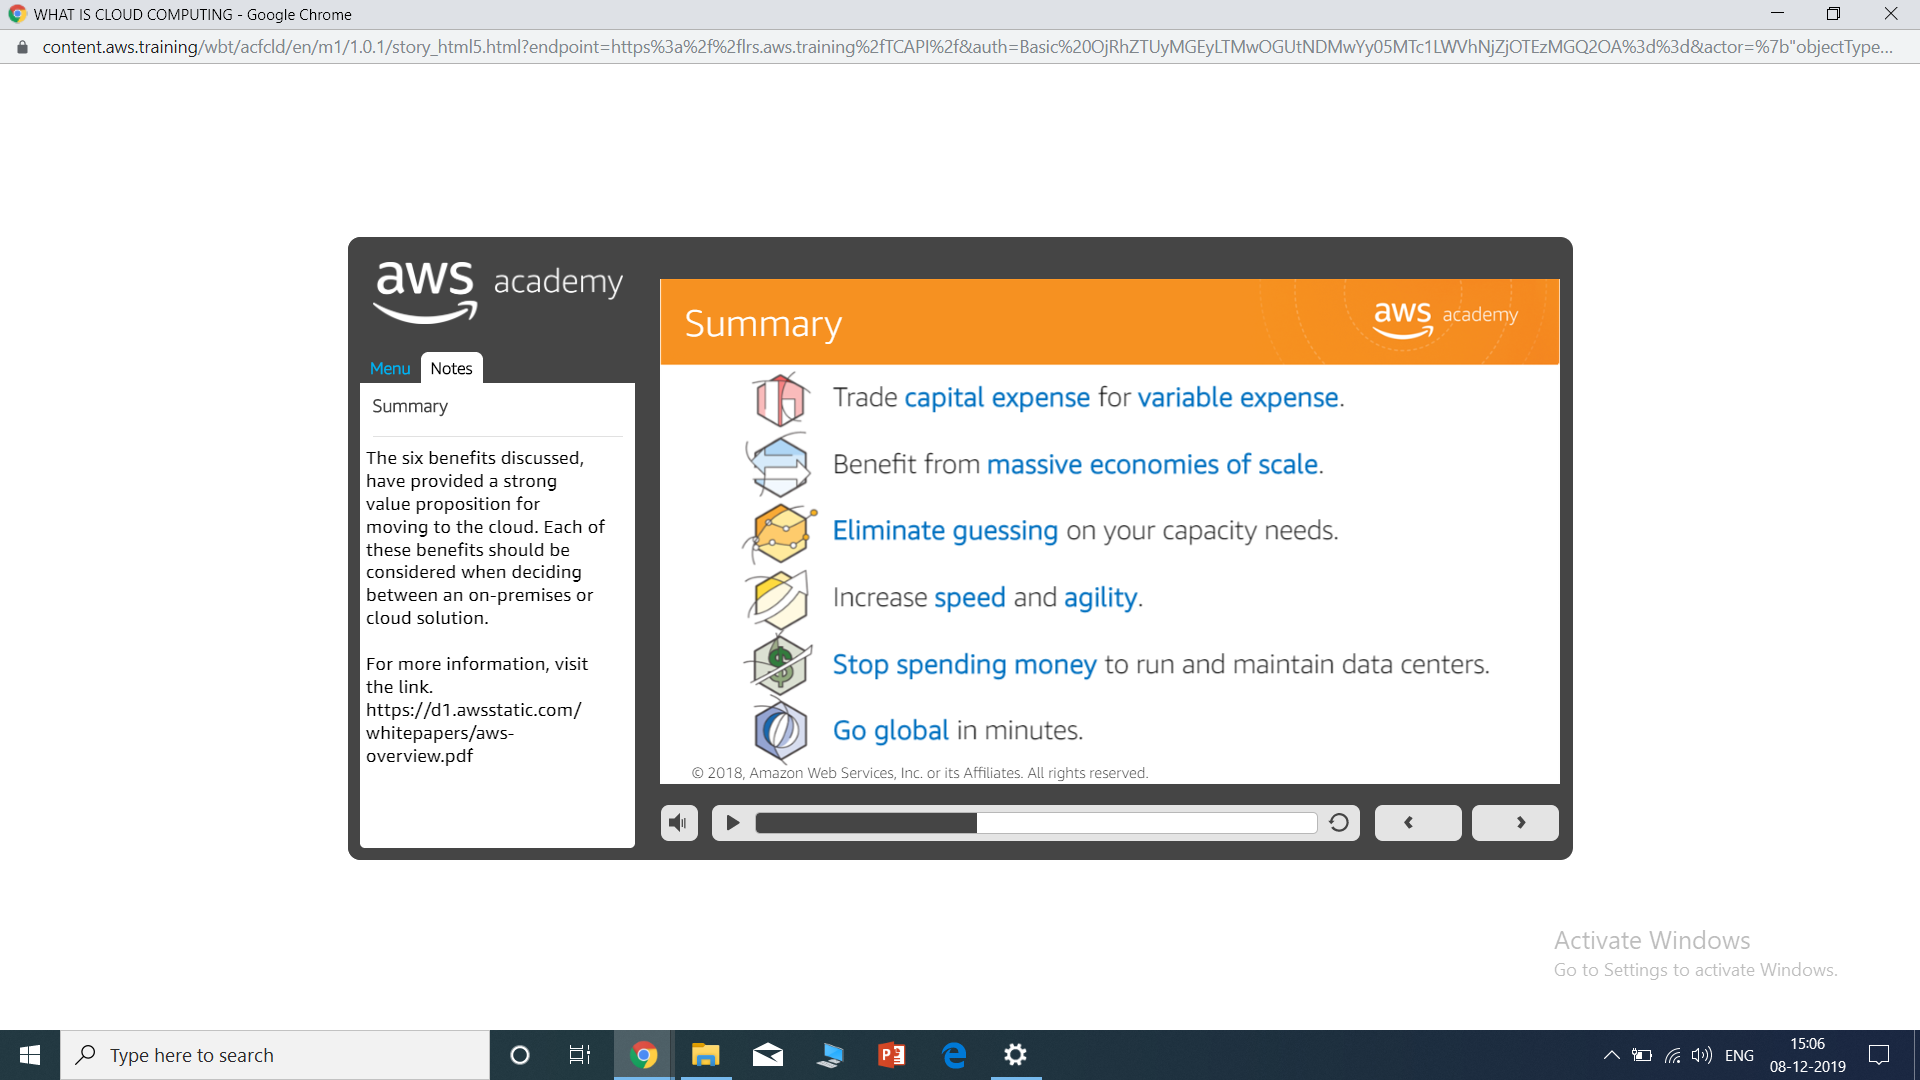 WHAT IS CLOUD COMPUTING - Google Chrome
content.aws.training/wbt/acfcld/en/m1/1.0.1/story_html5.html?endpoint=https%3a%2f%2flrs.aws.training%2fTCAPI%2f&auth=Basic%20OjRhZTUyMGEyLTMwOGUtNDMwYy05MTc1LWVhNjZjOTEzMGQ2OA%3d%3d&actor=%7b"objectType...
aws academy
Menu Notes
Summary
The six benefits discussed,
have provided a strong
value proposition for
moving to the cloud. Each of
these benefits should be
considered when deciding
between an on-premises or
cloud solution.
For more information, visit
the link.
https://d1.awsstatic.com/
whitepapers/aws-
overview.pdf
Summary
aws academy
Trade capital expense for variable expense.
Benefit from massive economies of scale.
Eliminate guessing on your capacity needs.
Increase speed and agility.
Stop spending money to run and maintain data centers.
Go global in minutes.
© 2018, Amazon Web Services, Inc. or its Affiliates. All rights reserved.
Activate Windows
Go to Settings to activate Windows.
Type here to search
ENG
15:06
08-12-2019